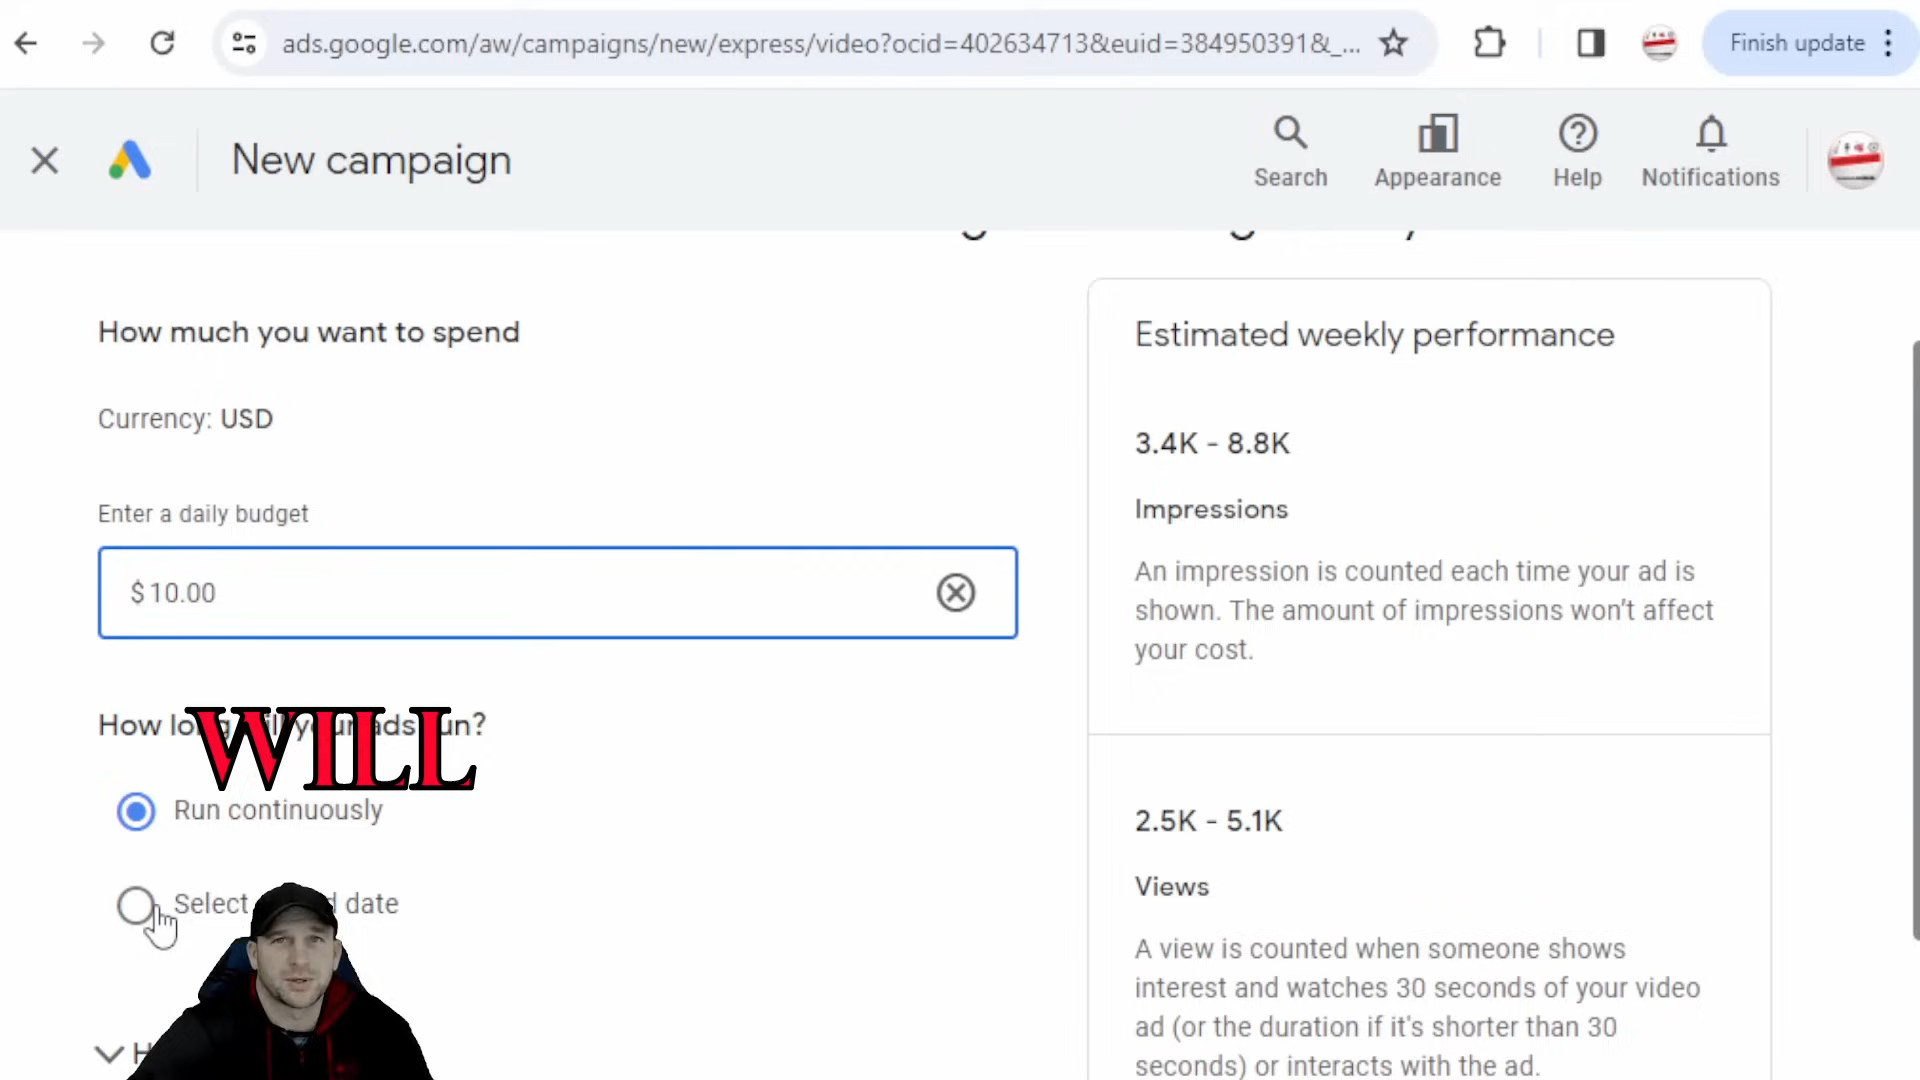 ads.google.com/aw/campaigns/new/express/video?ocid=402634713&euid=384950391&_...
Finish update
New campaign
Search
Appearance
Help
Notifications
How much you want to spend
Currency: USD
Enter a daily budget
$ 10.00
How long will your ads run?
WILL
Run continuously
Select date
Estimated weekly performance
3.4K - 8.8K
Impressions
An impression is counted each time your ad is
shown. The amount of impressions won't affect
your cost.
2.5K - 5.1K
Views
A view is counted when someone shows
interest and watches 30 seconds of your video
ad (or the duration if it's shorter than 30
seconds) or interacts with the ad.